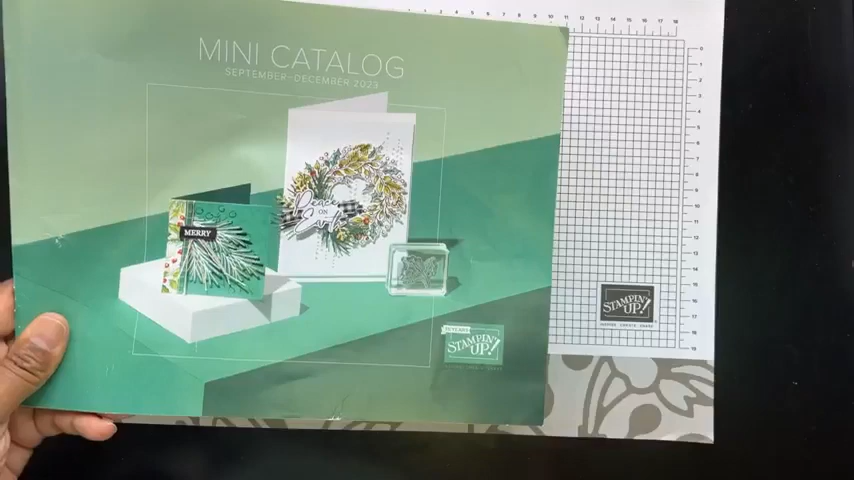 MINI CATALOG
SEPTEMBER–DECEMBER 2023
Peace
ON
Earth
MERRY
STAMPIN' UP!
STAMPIN' UP!